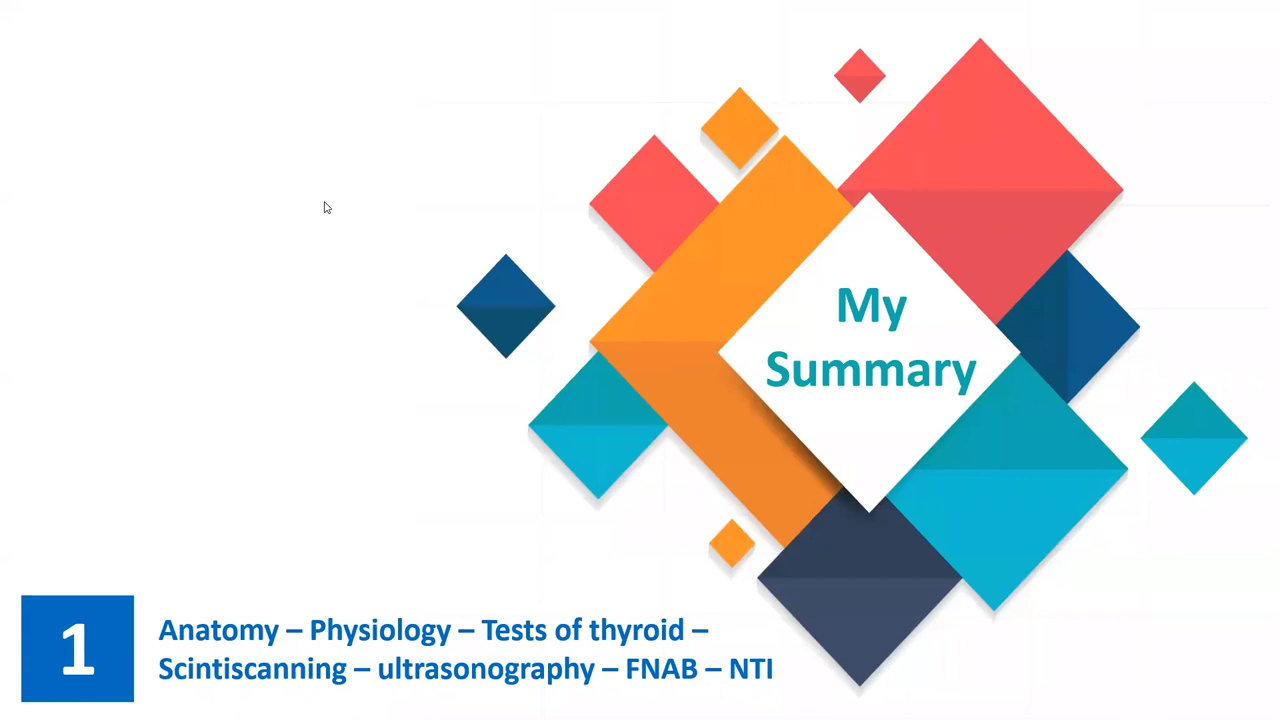 My
Summary
1
Anatomy – Physiology – Tests of thyroid –
Scintiscanning – ultrasonography – FNAB – NTI